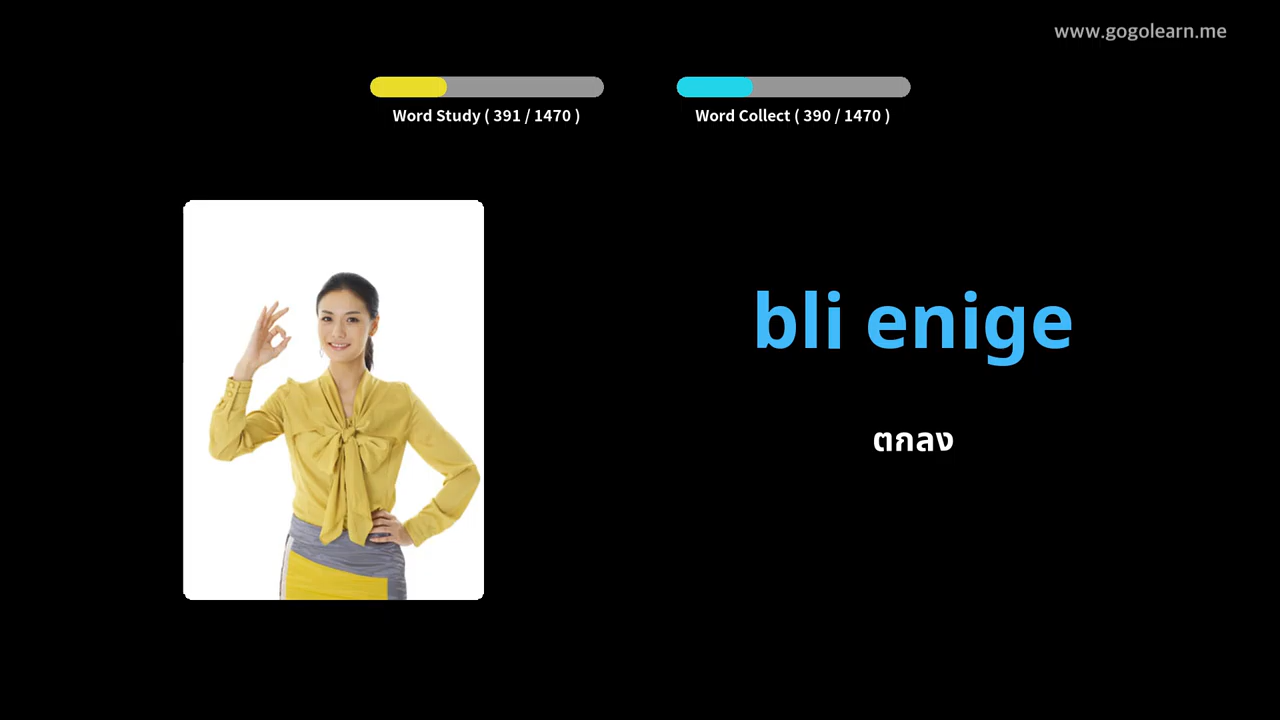 www.gogolearn.me
Word Study ( 391 / 1470 )
Word Collect ( 390 / 1470 )
bli enige
ตกลง